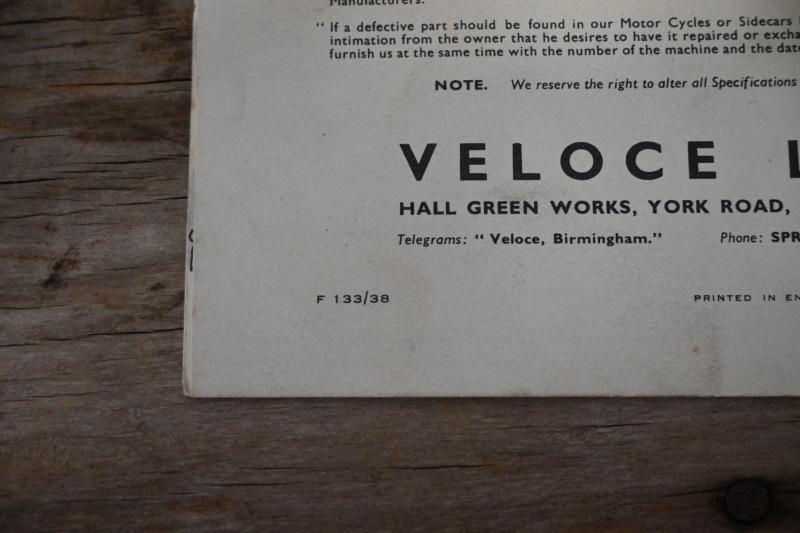 Manufacturers.
" If a defective part should be found in our Motor Cycles or Sidecars
intimation from the owner that he desires to have it repaired or excha
furnish us at the same time with the number of the machine and the dat
NOTE. We reserve the right to alter all Specifications
VELOCE L
HALL GREEN WORKS, YORK ROAD,
Telegrams: " Veloce, Birmingham." Phone: SPR
F 133/38 PRINTED IN EN